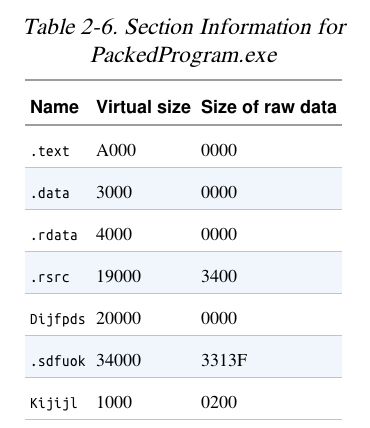 Table 2-6. Section Information for
PackedProgram.exe
Name Virtual size Size of raw data
.text A000 0000
.data 3000 0000
.rdata 4000 0000
.rsrc 19000 3400
Dijfpds 20000 0000
.sdfuok 34000 3313F
Kijijl 1000 0200